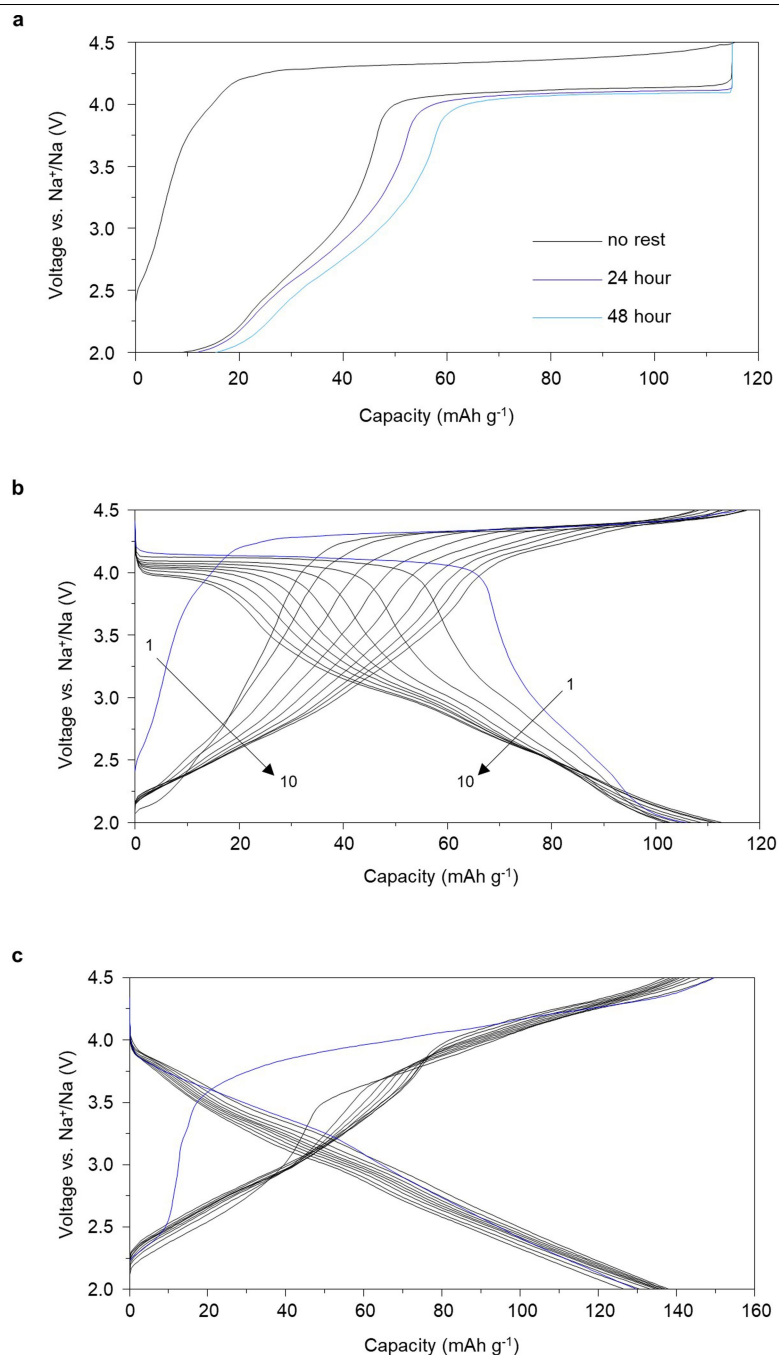 a
4.5
4.0
3.5
3.0
2.5
2.0
Voltage vs. Na⁺/Na (V)
no rest
24 hour
48 hour
0 20 40 60 80 100 120
Capacity (mAh g⁻¹)
b
4.5
4.0
3.5
3.0
2.5
2.0
Voltage vs. Na⁺/Na (V)
1
10
1
10
0 20 40 60 80 100 120
Capacity (mAh g⁻¹)
c
4.5
4.0
3.5
3.0
2.5
2.0
Voltage vs. Na⁺/Na (V)
0 20 40 60 80 100 120 140 160
Capacity (mAh g⁻¹)